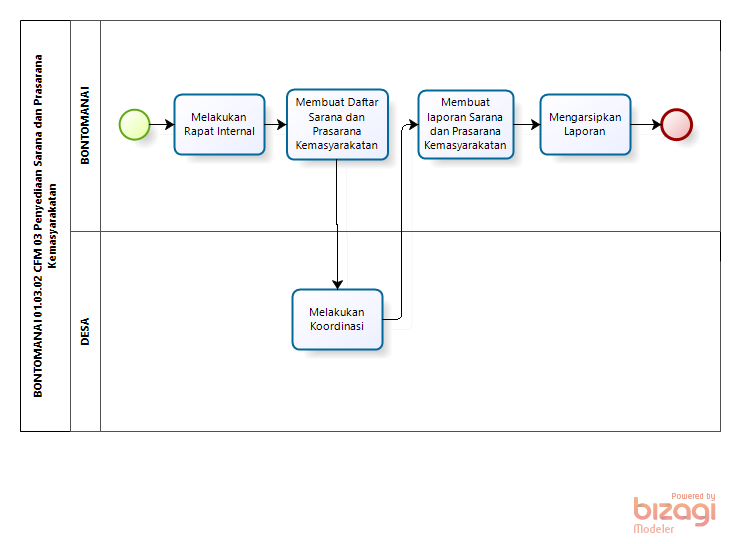 BONTOMANAI 01.03.02 CFM 03 Penyediaan Sarana dan Prasarana
Kemasyarakatan
BONTOMANAI
Melakukan
Rapat Internal
Membuat Daftar
Sarana dan
Prasarana
Kemasyarakatan
Membuat
laporan Sarana
dan Prasarana
Kemasyarakatan
Mengarsipkan
Laporan
DESA
Melakukan
Koordinasi
Powered by
bizagi
Modeler